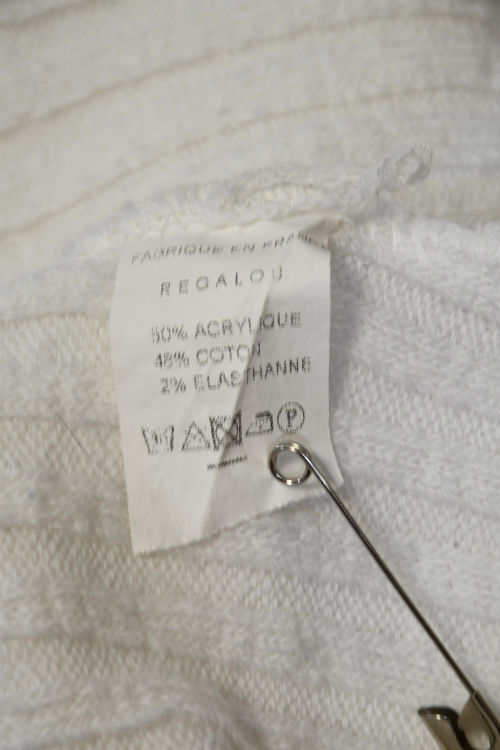 FABRIQUE EN FRANCE
REGALOU
50% ACRYLIQUE
48% COTON
2% ELASTHANNE
P